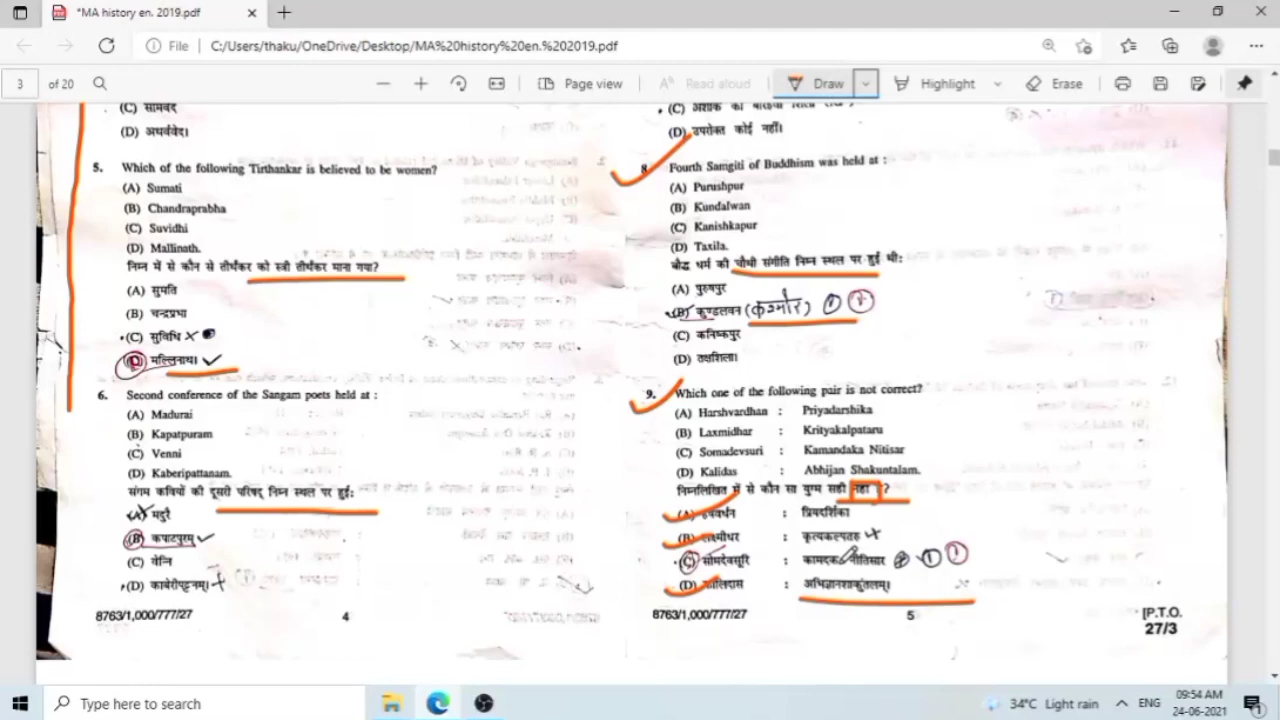 *MA history en. 2019.pdf
File C:/Users/thaku/OneDrive/Desktop/MA%20history%20en.%202019.pdf
3 of 20 Page view Read aloud Draw Highlight Erase
(C) सामवेद
(D) अथर्ववेद।
5. Which of the following Tirthankar is believed to be women?
(A) Sumati
(B) Chandraprabha
(C) Suvidhi
(D) Mallinath.
निम्न में से कौन से तीर्थंकर को स्त्री तीर्थंकर माना गया?
(A) सुमति
(B) चन्द्रप्रभा
(C) सुविधि
(D) मल्लिनाथ।
6. Second conference of the Sangam poets held at :
(A) Madurai
(B) Kapatpuram
(C) Venni
(D) Kaberipattanam.
संगम कवियों की दूसरी परिषद् निम्न स्थल पर हुई:
(A) मदुरै
(B) कपाटपुरम्
(C) वेन्नि
(D) काबेरीपट्टनम्।
8763/1,000/777/27 4
(D) उपरोक्त कोई नहीं।
8. Fourth Samgiti of Buddhism was held at :
(A) Purushpur
(B) Kundalwan
(C) Kanishkapur
(D) Taxila.
बौद्ध धर्म की चौथी संगीति निम्न स्थल पर हुई थी:
(A) पुरुषपुर
(B) कुण्डलवन (कश्मीर)
(C) कनिष्कपुर
(D) तक्षशिला।
9. Which one of the following pair is not correct?
(A) Harshvardhan : Priyadarshika
(B) Laxmidhar : Krityakalpataru
(C) Somadevsuri : Kamandaka Nitisar
(D) Kalidas : Abhijan Shakuntalam.
निम्नलिखित में से कौन सा युग्म सही नहीं है?
(A) हर्षवर्धन : प्रियदर्शिका
(B) लक्ष्मीधर : कृत्यकल्पतरु
(C) सोमदेवसूरि : कामंदक नीतिसार
(D) कालिदास : अभिज्ञानशाकुंतलम्।
8763/1,000/777/27 5 [P.T.O.
27/3
Type here to search
34°C Light rain ENG 09:54 AM
24-06-2021